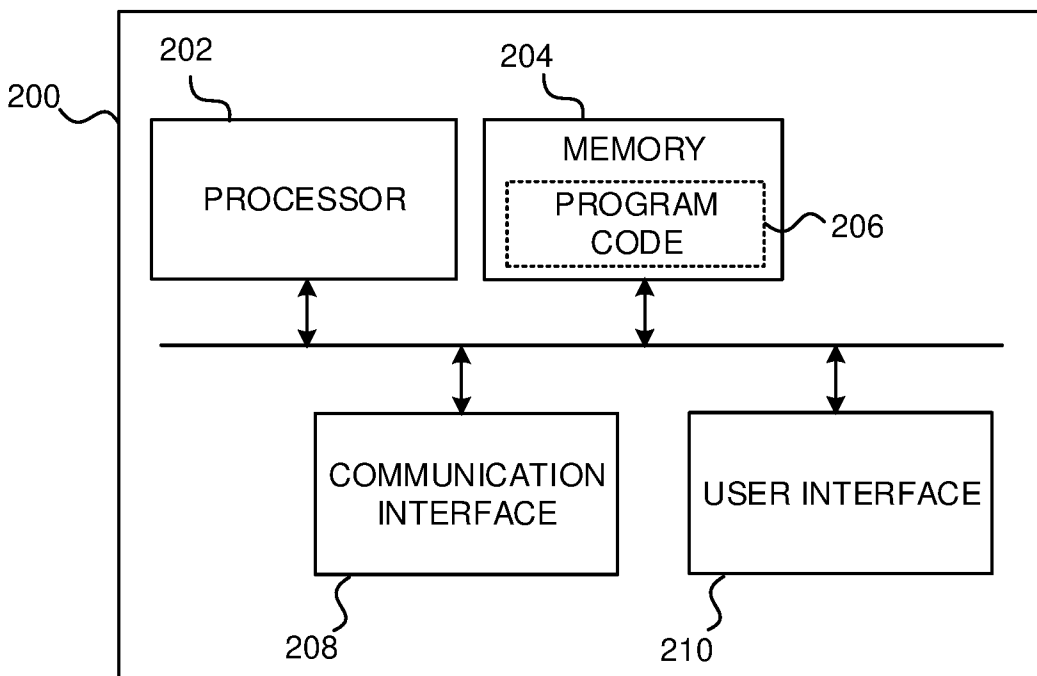 200
202
204
PROCESSOR
MEMORY
PROGRAM
CODE
206
COMMUNICATION
INTERFACE
USER INTERFACE
208
210